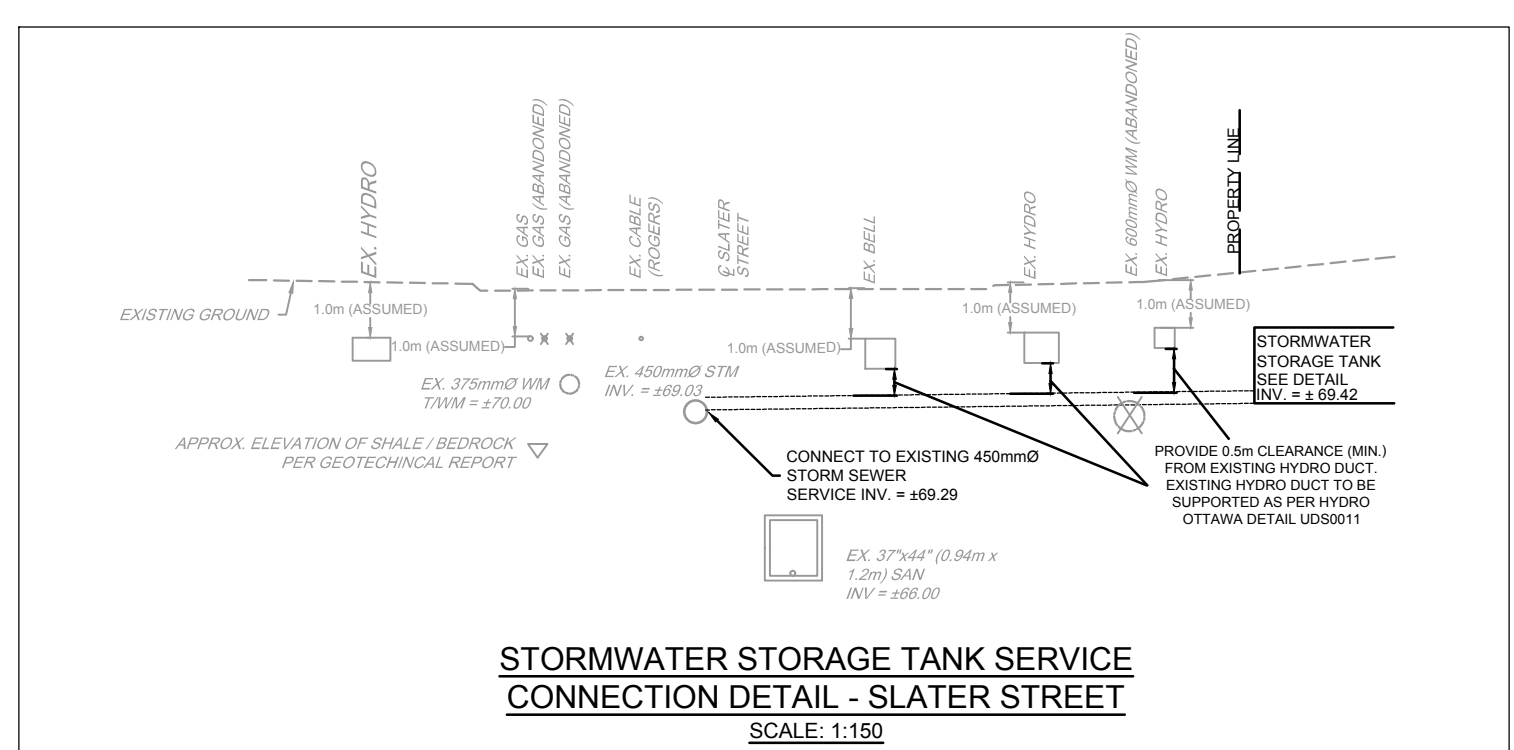 EX. HYDRO
EX. GAS
EX. GAS (ABANDONED)
EX. GAS (ABANDONED)
EX. CABLE
(ROGERS)
℄ SLATER
STREET
EX. BELL
EX. HYDRO
EX. 600mmØ WM (ABANDONED)
EX. HYDRO
PROPERTY LINE
EXISTING GROUND
1.0m (ASSUMED)
1.0m (ASSUMED)
1.0m (ASSUMED)
1.0m (ASSUMED)
1.0m (ASSUMED)
STORMWATER
STORAGE TANK
SEE DETAIL
INV. = ± 69.42
EX. 375mmØ WM
T/WM = ±70.00
EX. 450mmØ STM
INV. = ±69.03
APPROX. ELEVATION OF SHALE / BEDROCK
PER GEOTECHINCAL REPORT
CONNECT TO EXISTING 450mmØ
STORM SEWER
SERVICE INV. = ±69.29
PROVIDE 0.5m CLEARANCE (MIN.)
FROM EXISTING HYDRO DUCT.
EXISTING HYDRO DUCT TO BE
SUPPORTED AS PER HYDRO
OTTAWA DETAIL UDS0011
EX. 37"x44" (0.94m x
1.2m) SAN
INV = ±66.00
STORMWATER STORAGE TANK SERVICE
CONNECTION DETAIL - SLATER STREET
SCALE: 1:150